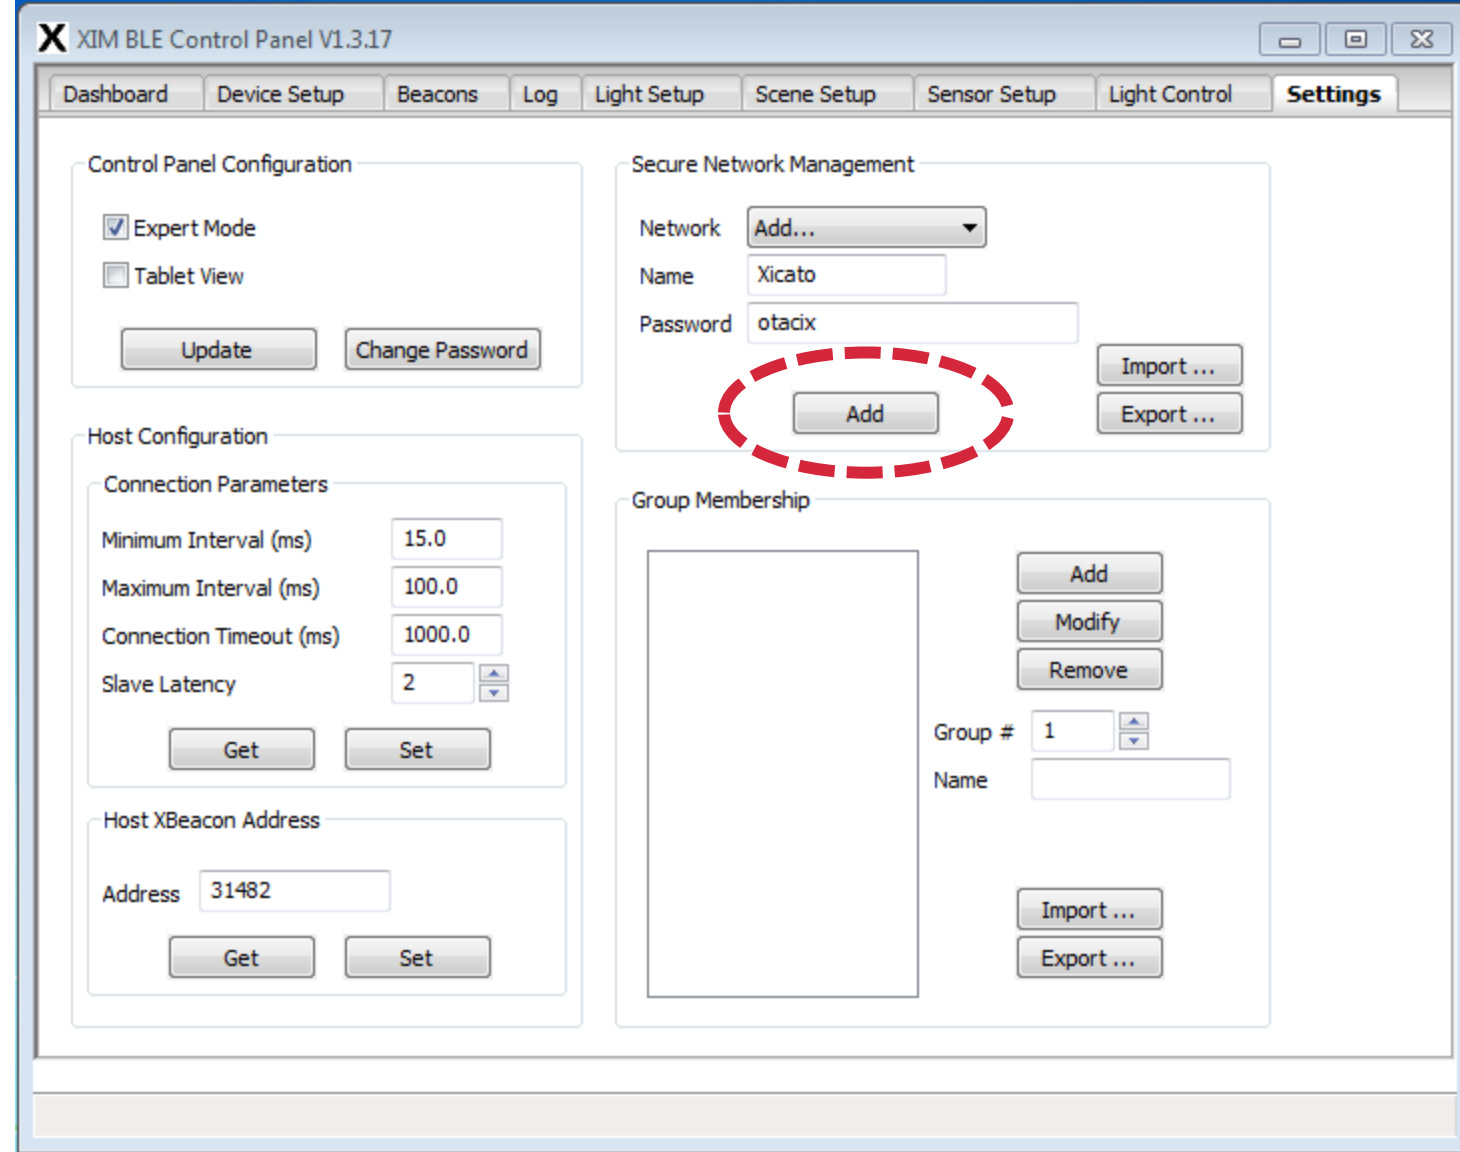 X XIM BLE Control Panel V1.3.17
Dashboard Device Setup Beacons Log Light Setup Scene Setup Sensor Setup Light Control Settings
Control Panel Configuration
Expert Mode
Tablet View
Update Change Password
Host Configuration
Connection Parameters
Minimum Interval (ms) 15.0
Maximum Interval (ms) 100.0
Connection Timeout (ms) 1000.0
Slave Latency 2
Get Set
Host XBeacon Address
Address 31482
Get Set
Secure Network Management
Network Add...
Name Xicato
Password otacix
Import ...
Add Export ...
Group Membership
Add
Modify
Remove
Group # 1
Name
Import ...
Export ...